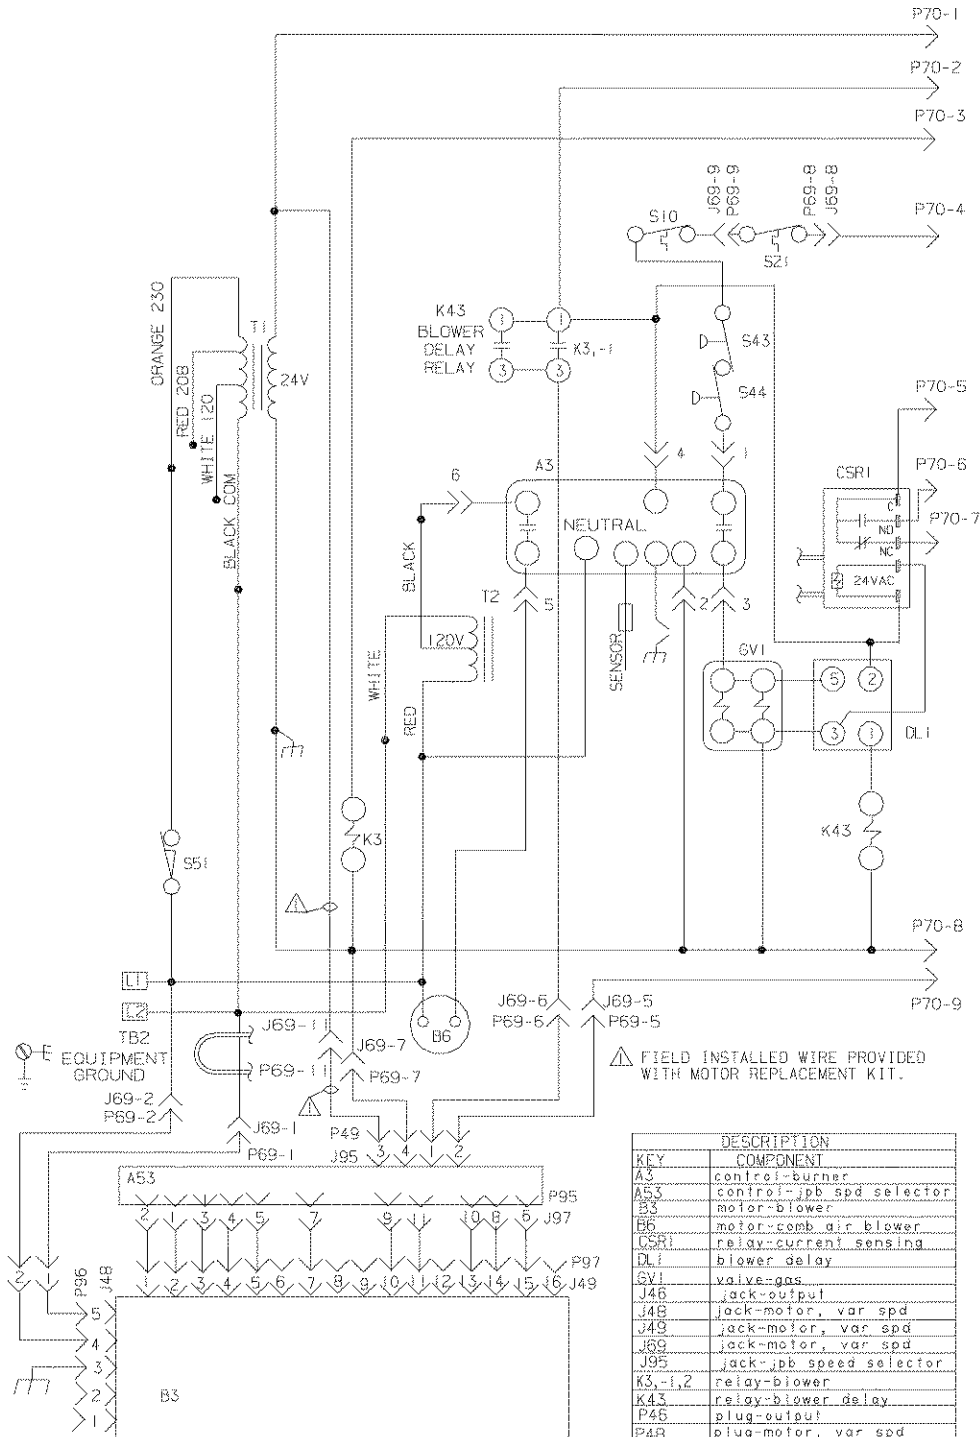 P70-1
P70-2
P70-3
J69-9
P69-9
P69-8
J69-8
P70-4
S10
S21
ORANGE 230
T1
K43
BLOWER
DELAY
RELAY
1
1
3
3
K3,-1
S43
24V
RED 208
S44
P70-5
WHITE 120
4
1
A3
6
CSR1
P70-6
BLACK COM
NEUTRAL
C
NO
P70-7
NC
BLACK
T2
5
2
3
24VAC
120V
WHITE
SENSOR
GV1
5
2
RED
3
1
DL1
K3
K43
S51
P70-8
L1
P70-9
L2
J69-6
J69-5
TB2
J69-11
P69-6
P69-5
B6
E
EQUIPMENT
GROUND
J69-7
P69-11
P69-7
FIELD INSTALLED WIRE PROVIDED
WITH MOTOR REPLACEMENT KIT.
J69-2
P69-2
J69-1
P69-1
P49
3 4 1 2
J95
A53
P95
2 1 3 4 5 7 9 11 10 8 6 J97
P97
1 2 3 4 5 6 7 8 9 10 11 12 13 14 15 16 J49
2 1
P96
J48
5
4
3
2
1
B3
DESCRIPTION
KEY COMPONENT
A3 control-burner
A53 control-jpb spd selector
B3 motor-blower
B6 motor-comb air blower
CSR1 relay-current sensing
DL1 blower delay
GV1 valve-gas
J46 jack-output
J48 jack-motor, var spd
J49 jack-motor, var spd
J69 jack-motor, var spd
J95 jack-jpb speed selector
K3,-1,2 relay-blower
K43 relay-blower delay
P46 plug-output
P48 plug-motor, var spd